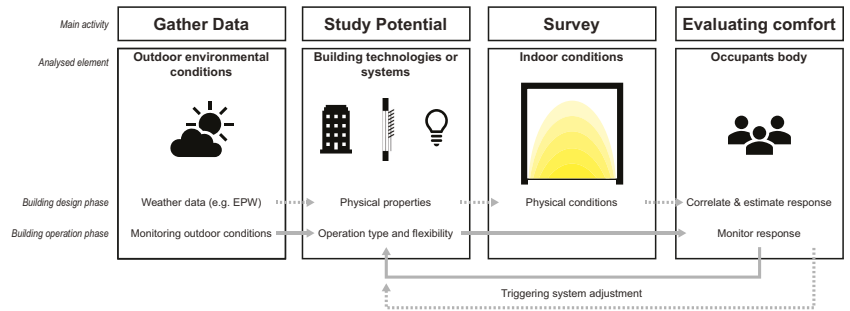 Main activity
Gather Data
Study Potential
Survey
Evaluating comfort
Analysed element
Outdoor environmental
conditions
Building technologies or
systems
Indoor conditions
Occupants body
Building design phase
Weather data (e.g. EPW)
Physical properties
Physical conditions
Correlate & estimate response
Building operation phase
Monitoring outdoor conditions
Operation type and flexibility
Monitor response
Triggering system adjustment